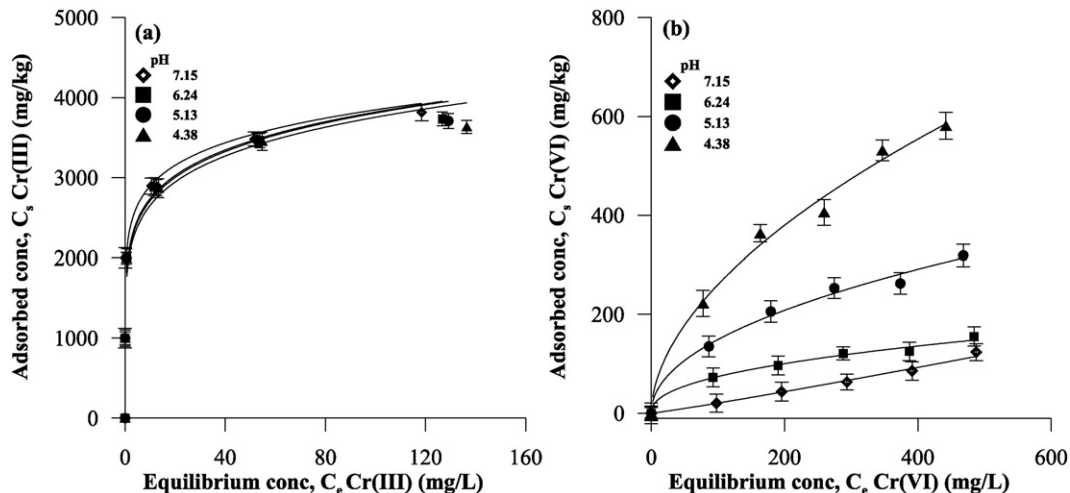 (a)
pH
7.15
6.24
5.13
4.38
5000
4000
3000
2000
1000
0
Adsorbed conc, Cs Cr(III) (mg/kg)
0 40 80 120 160
Equilibrium conc, Ce Cr(III) (mg/L)
(b)
pH
7.15
6.24
5.13
4.38
800
600
400
200
0
Adsorbed conc, Cs Cr(VI) (mg/kg)
0 200 400 600
Equilibrium conc, Ce Cr(VI) (mg/L)